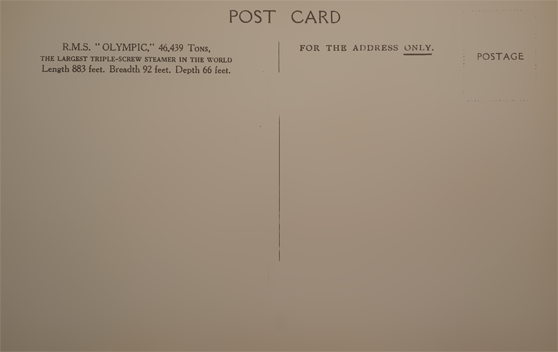 POST CARD
R.M.S. "OLYMPIC," 46,439 TONS,
THE LARGEST TRIPLE-SCREW STEAMER IN THE WORLD
Length 883 feet. Breadth 92 feet. Depth 66 feet.
FOR THE ADDRESS ONLY.
POSTAGE